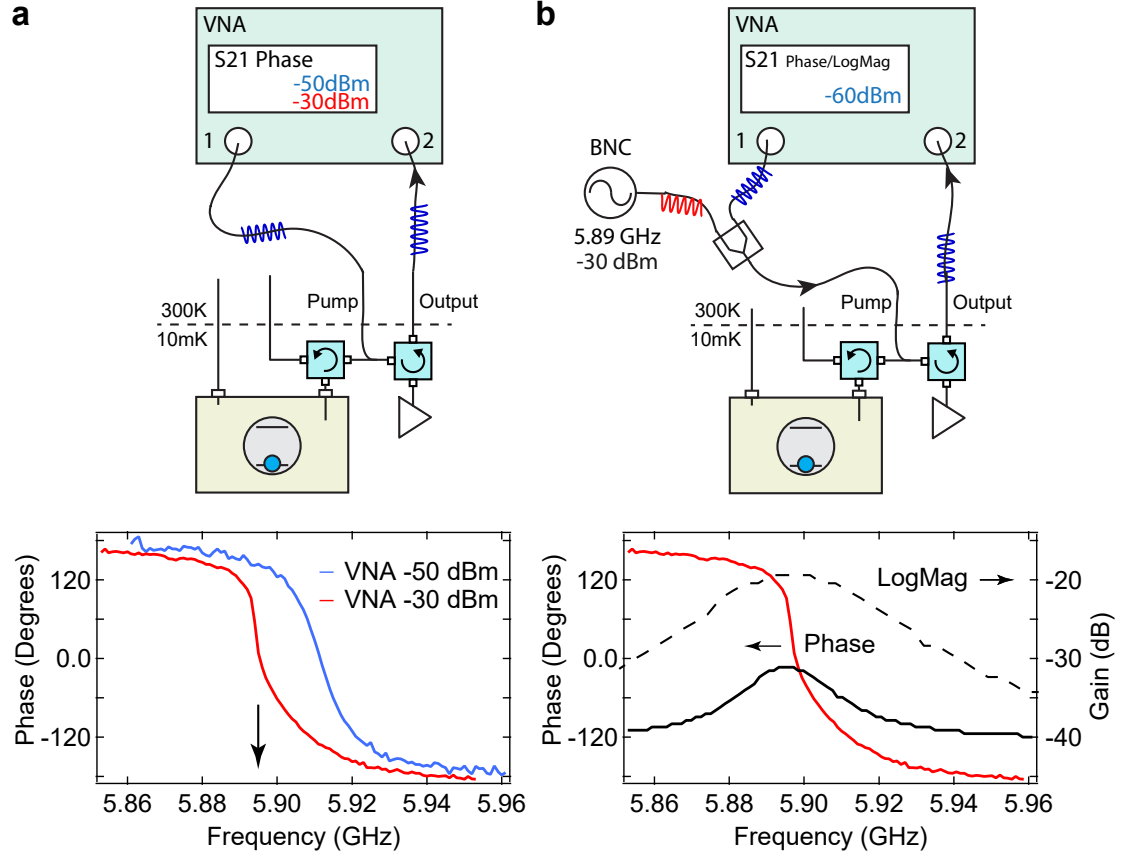 a
VNA
S21 Phase
-50dBm
-30dBm
1
2
Pump
Output
300K
10mK
120
0.0
-120
Phase (Degrees)
VNA -50 dBm
VNA -30 dBm
5.86
5.88
5.90
5.92
5.94
5.96
Frequency (GHz)
b
VNA
S21 Phase/LogMag
-60dBm
1
2
BNC
5.89 GHz
-30 dBm
Pump
Output
300K
10mK
120
0.0
-120
Phase (Degrees)
LogMag
Phase
-20
-30
-40
Gain (dB)
5.86
5.88
5.90
5.92
5.94
5.96
Frequency (GHz)